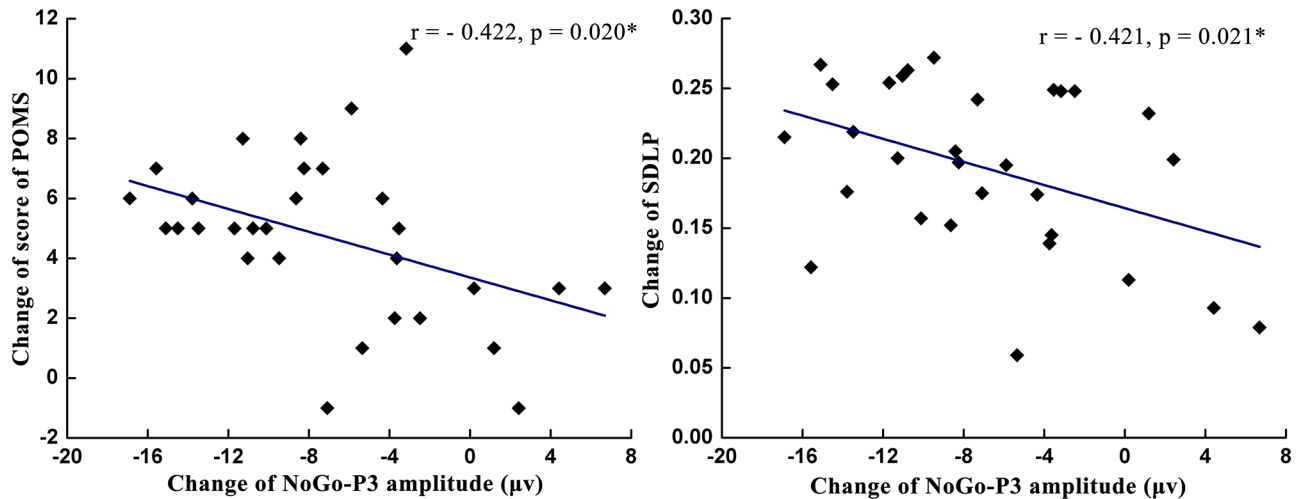 r = - 0.422, p = 0.020*
12
10
8
6
4
2
0
-2
Change of score of POMS
-20 -16 -12 -8 -4 0 4 8
Change of NoGo-P3 amplitude (μv)
r = - 0.421, p = 0.021*
0.30
0.25
0.20
0.15
0.10
0.05
0.00
Change of SDLP
-20 -16 -12 -8 -4 0 4 8
Change of NoGo-P3 amplitude (μv)